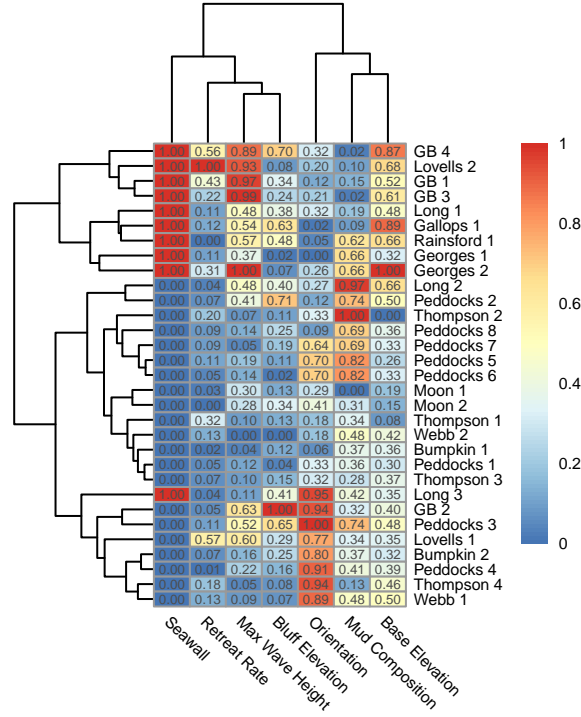 1.00 0.56 0.89 0.70 0.32 0.02 0.87 GB 4
1.00 1.00 0.93 0.08 0.20 0.10 0.68 Lovells 2
1.00 0.43 0.97 0.34 0.12 0.15 0.52 GB 1
1.00 0.22 0.99 0.24 0.21 0.02 0.61 GB 3
1.00 0.11 0.48 0.38 0.32 0.19 0.48 Long 1
1.00 0.12 0.54 0.63 0.02 0.09 0.89 Gallops 1
1.00 0.00 0.57 0.48 0.05 0.62 0.66 Rainsford 1
1.00 0.11 0.37 0.02 0.00 0.66 0.32 Georges 1
1.00 0.31 1.00 0.07 0.26 0.66 1.00 Georges 2
0.00 0.04 0.48 0.40 0.27 0.97 0.66 Long 2
0.00 0.07 0.41 0.71 0.12 0.74 0.50 Peddocks 2
0.00 0.20 0.07 0.11 0.33 1.00 0.00 Thompson 2
0.00 0.09 0.14 0.25 0.09 0.69 0.36 Peddocks 8
0.00 0.09 0.05 0.19 0.64 0.69 0.33 Peddocks 7
0.00 0.11 0.19 0.11 0.70 0.82 0.26 Peddocks 5
0.00 0.05 0.14 0.02 0.70 0.82 0.33 Peddocks 6
0.00 0.03 0.30 0.13 0.29 0.00 0.19 Moon 1
0.00 0.00 0.28 0.34 0.41 0.31 0.15 Moon 2
0.00 0.32 0.10 0.13 0.18 0.34 0.08 Thompson 1
0.00 0.13 0.00 0.00 0.18 0.48 0.42 Webb 2
0.00 0.02 0.04 0.12 0.06 0.37 0.36 Bumpkin 1
0.00 0.05 0.12 0.04 0.33 0.36 0.30 Peddocks 1
0.00 0.07 0.10 0.15 0.32 0.28 0.37 Thompson 3
1.00 0.04 0.11 0.41 0.95 0.42 0.35 Long 3
0.00 0.05 0.63 1.00 0.94 0.32 0.40 GB 2
0.00 0.11 0.52 0.65 1.00 0.74 0.48 Peddocks 3
0.00 0.57 0.60 0.29 0.77 0.34 0.35 Lovells 1
0.00 0.07 0.16 0.25 0.80 0.37 0.32 Bumpkin 2
0.00 0.01 0.22 0.16 0.91 0.41 0.39 Peddocks 4
0.00 0.18 0.05 0.08 0.94 0.13 0.46 Thompson 4
0.00 0.13 0.09 0.07 0.89 0.48 0.50 Webb 1
Seawall
Retreat Rate
Max Wave Height
Bluff Elevation
Orientation
Mud Composition
Base Elevation
1
0.8
0.6
0.4
0.2
0